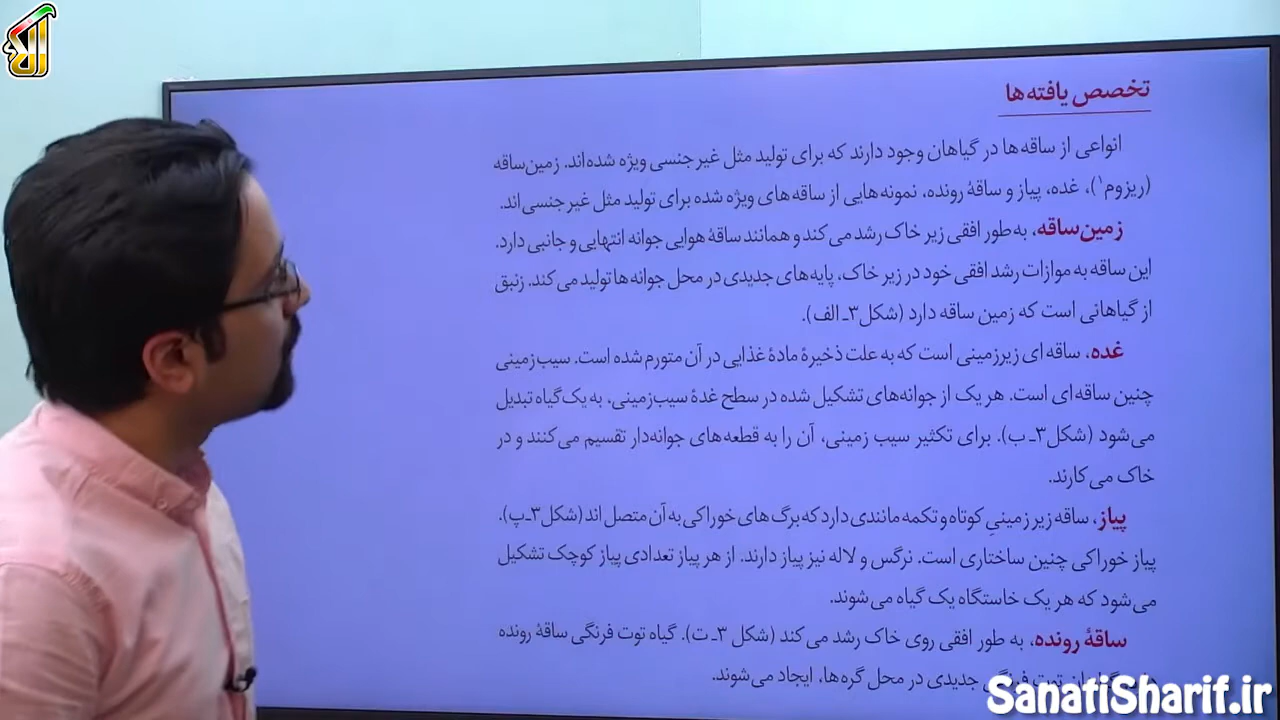 آلاء
تخصص یافته‌ها
انواعی از ساقه‌ها در گیاهان وجود دارند که برای تولید مثل غیر جنسی ویژه شده‌اند. زمین‌ساقه
(ریزوم۱)، غده، پیاز و ساقهٔ رونده، نمونه‌هایی از ساقه‌های ویژه شده برای تولید مثل غیر جنسی‌اند.
زمین‌ساقه، به‌طور افقی زیر خاک رشد می‌کند و همانند ساقهٔ هوایی جوانه انتهایی و جانبی دارد.
این ساقه به موازات رشد افقی خود در زیر خاک، پایه‌های جدیدی در محل جوانه‌ها تولید می‌کند. زنبق
از گیاهانی است که زمین ساقه دارد (شکل ۳ـ الف).
غده، ساقه‌ای زیرزمینی است که به علت ذخیرهٔ مادهٔ غذایی در آن متورم شده است. سیب‌زمینی
چنین ساقه‌ای است. هر یک از جوانه‌های تشکیل شده در سطح غدهٔ سیب‌زمینی، به یک گیاه تبدیل
می‌شود (شکل ۳ـ ب). برای تکثیر سیب زمینی، آن را به قطعه‌های جوانه‌دار تقسیم می‌کنند و در
خاک می‌کارند.
پیاز، ساقه زیر زمینیِ کوتاه و تکمه مانندی دارد که برگ‌های خوراکی به آن متصل‌اند (شکل ۳ـ پ).
پیاز خوراکی چنین ساختاری است. نرگس و لاله نیز پیاز دارند. از هر پیاز تعدادی پیاز کوچک تشکیل
می‌شود که هر یک خاستگاه یک گیاه می‌شوند.
ساقهٔ رونده، به طور افقی روی خاک رشد می‌کند (شکل ۳ـ ت). گیاه توت فرنگی ساقهٔ رونده
توت فرنگی جدیدی در محل گره‌ها، ایجاد می‌شوند.
SanatiSharif.ir